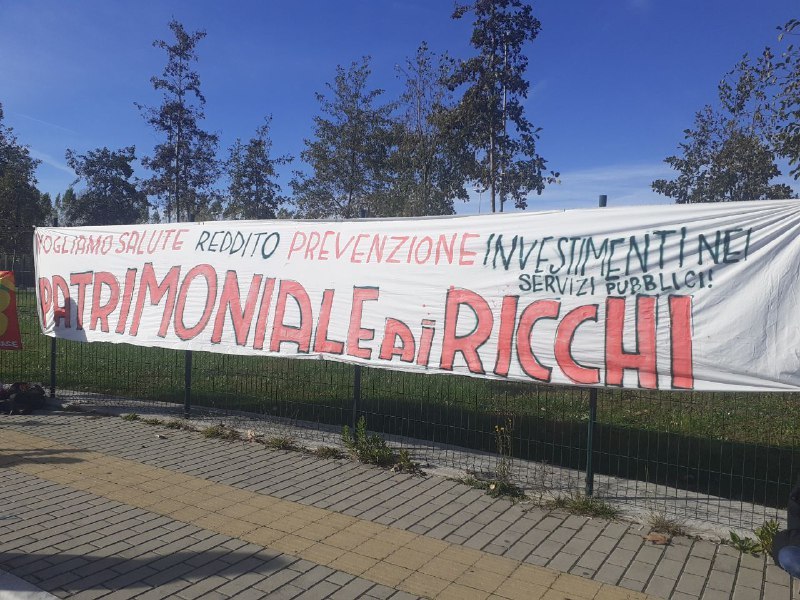 VOGLIAMO SALUTE REDDITO PREVENZIONE INVESTIMENTI NEI
SERVIZI PUBBLICI!
PATRIMONIALE Ai RICCHI